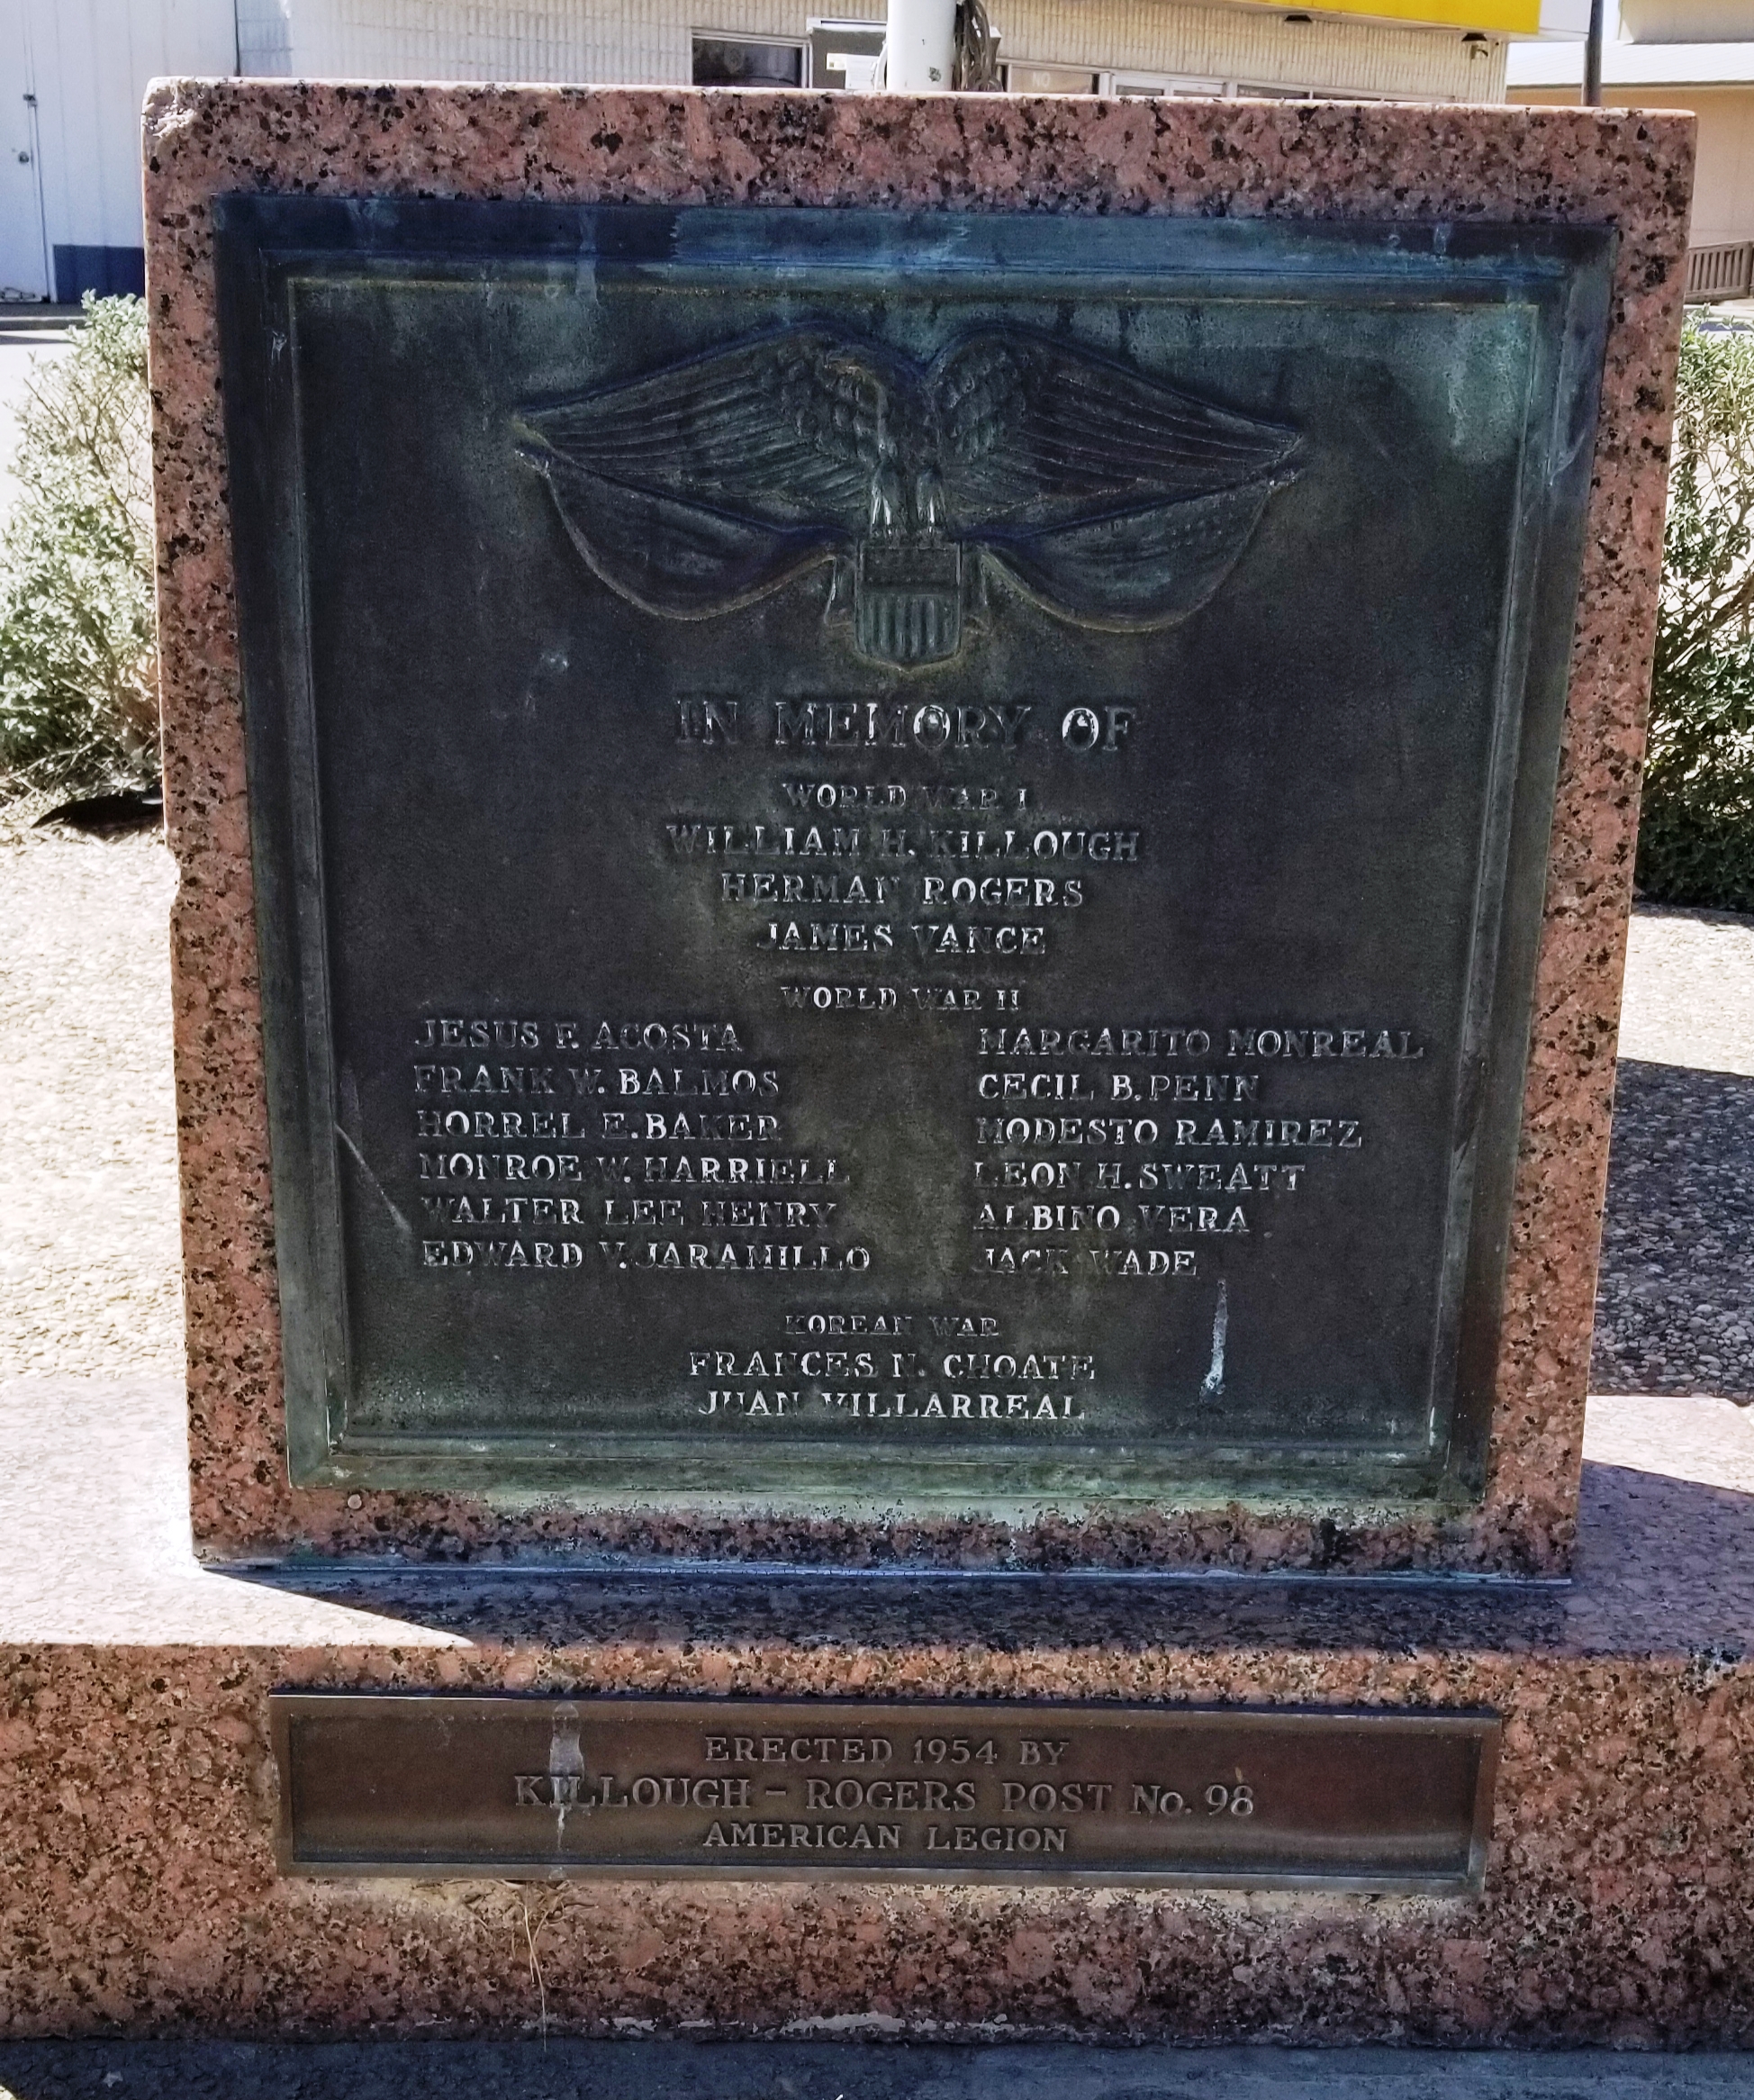 IN MEMORY OF
WORLD WAR I
WILLIAM H. KILLOUGH
HERMAN ROGERS
JAMES VANCE
WORLD WAR II
JESUS F. ACOSTA
FRANK W. BALMOS
HORREL E. BAKER
MONROE W. HARRIELL
WALTER LEE HENRY
EDWARD V. JARAMILLO
MARGARITO MONREAL
CECIL B. PENN
MODESTO RAMIREZ
LEON H. SWEATT
ALBINO VERA
JACK WADE
KOREAN WAR
FRANCES N. CHOATE
JUAN VILLARREAL
ERECTED 1954 BY
KILLOUGH - ROGERS POST No. 98
AMERICAN LEGION